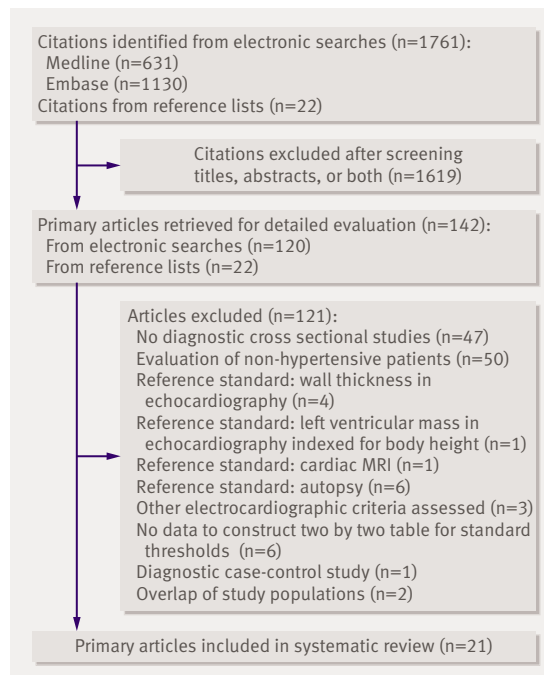 Citations identified from electronic searches (n=1761):
Medline (n=631)
Embase (n=1130)
Citations from reference lists (n=22)
Citations excluded after screening
titles, abstracts, or both (n=1619)
Primary articles retrieved for detailed evaluation (n=142):
From electronic searches (n=120)
From reference lists (n=22)
Articles excluded (n=121):
No diagnostic cross sectional studies (n=47)
Evaluation of non-hypertensive patients (n=50)
Reference standard: wall thickness in
echocardiography (n=4)
Reference standard: left ventricular mass in
echocardiography indexed for body height (n=1)
Reference standard: cardiac MRI (n=1)
Reference standard: autopsy (n=6)
Other electrocardiographic criteria assessed (n=3)
No data to construct two by two table for standard
thresholds (n=6)
Diagnostic case-control study (n=1)
Overlap of study populations (n=2)
Primary articles included in systematic review (n=21)